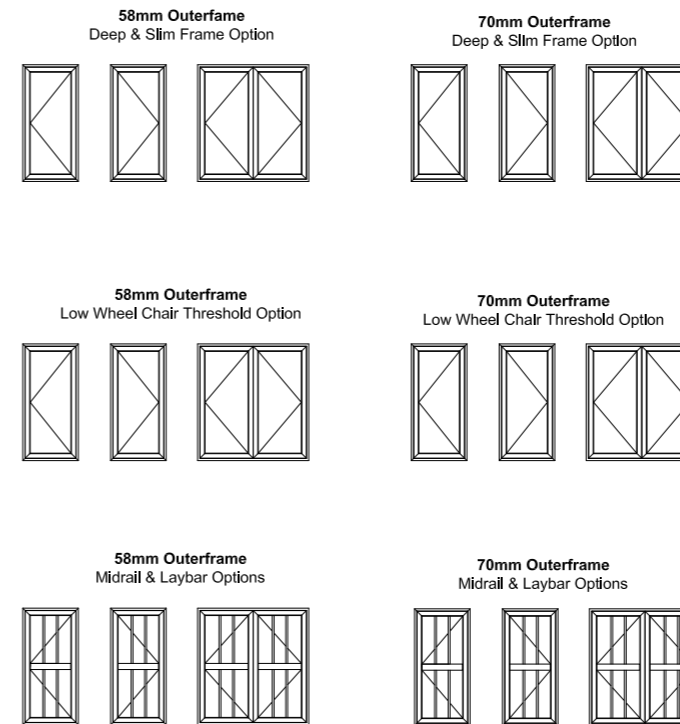 58mm Outerfame
Deep & Slim Frame Option
70mm Outerframe
Deep & Slim Frame Option
58mm Outerframe
Low Wheel Chair Threshold Option
70mm Outerframe
Low Wheel Chair Threshold Option
58mm Outerframe
Midrail & Laybar Options
70mm Outerframe
Midrail & Laybar Options